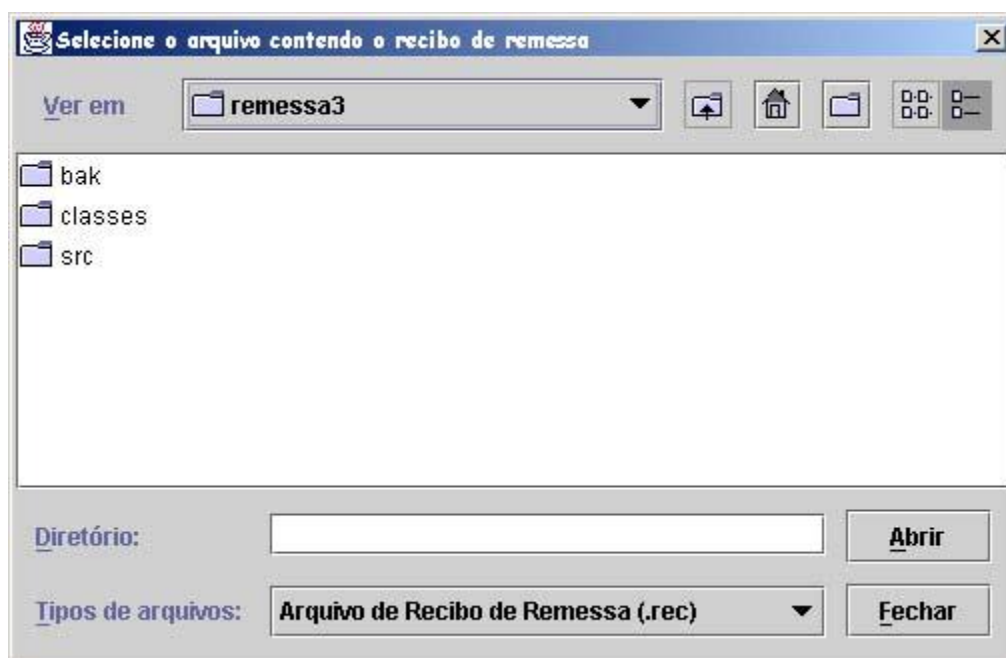 Selecione o arquivo contendo o recibo de remessa
Ver em remessa3
bak
classes
src
Diretório: Abrir
Tipos de arquivos: Arquivo de Recibo de Remessa (.rec) Fechar